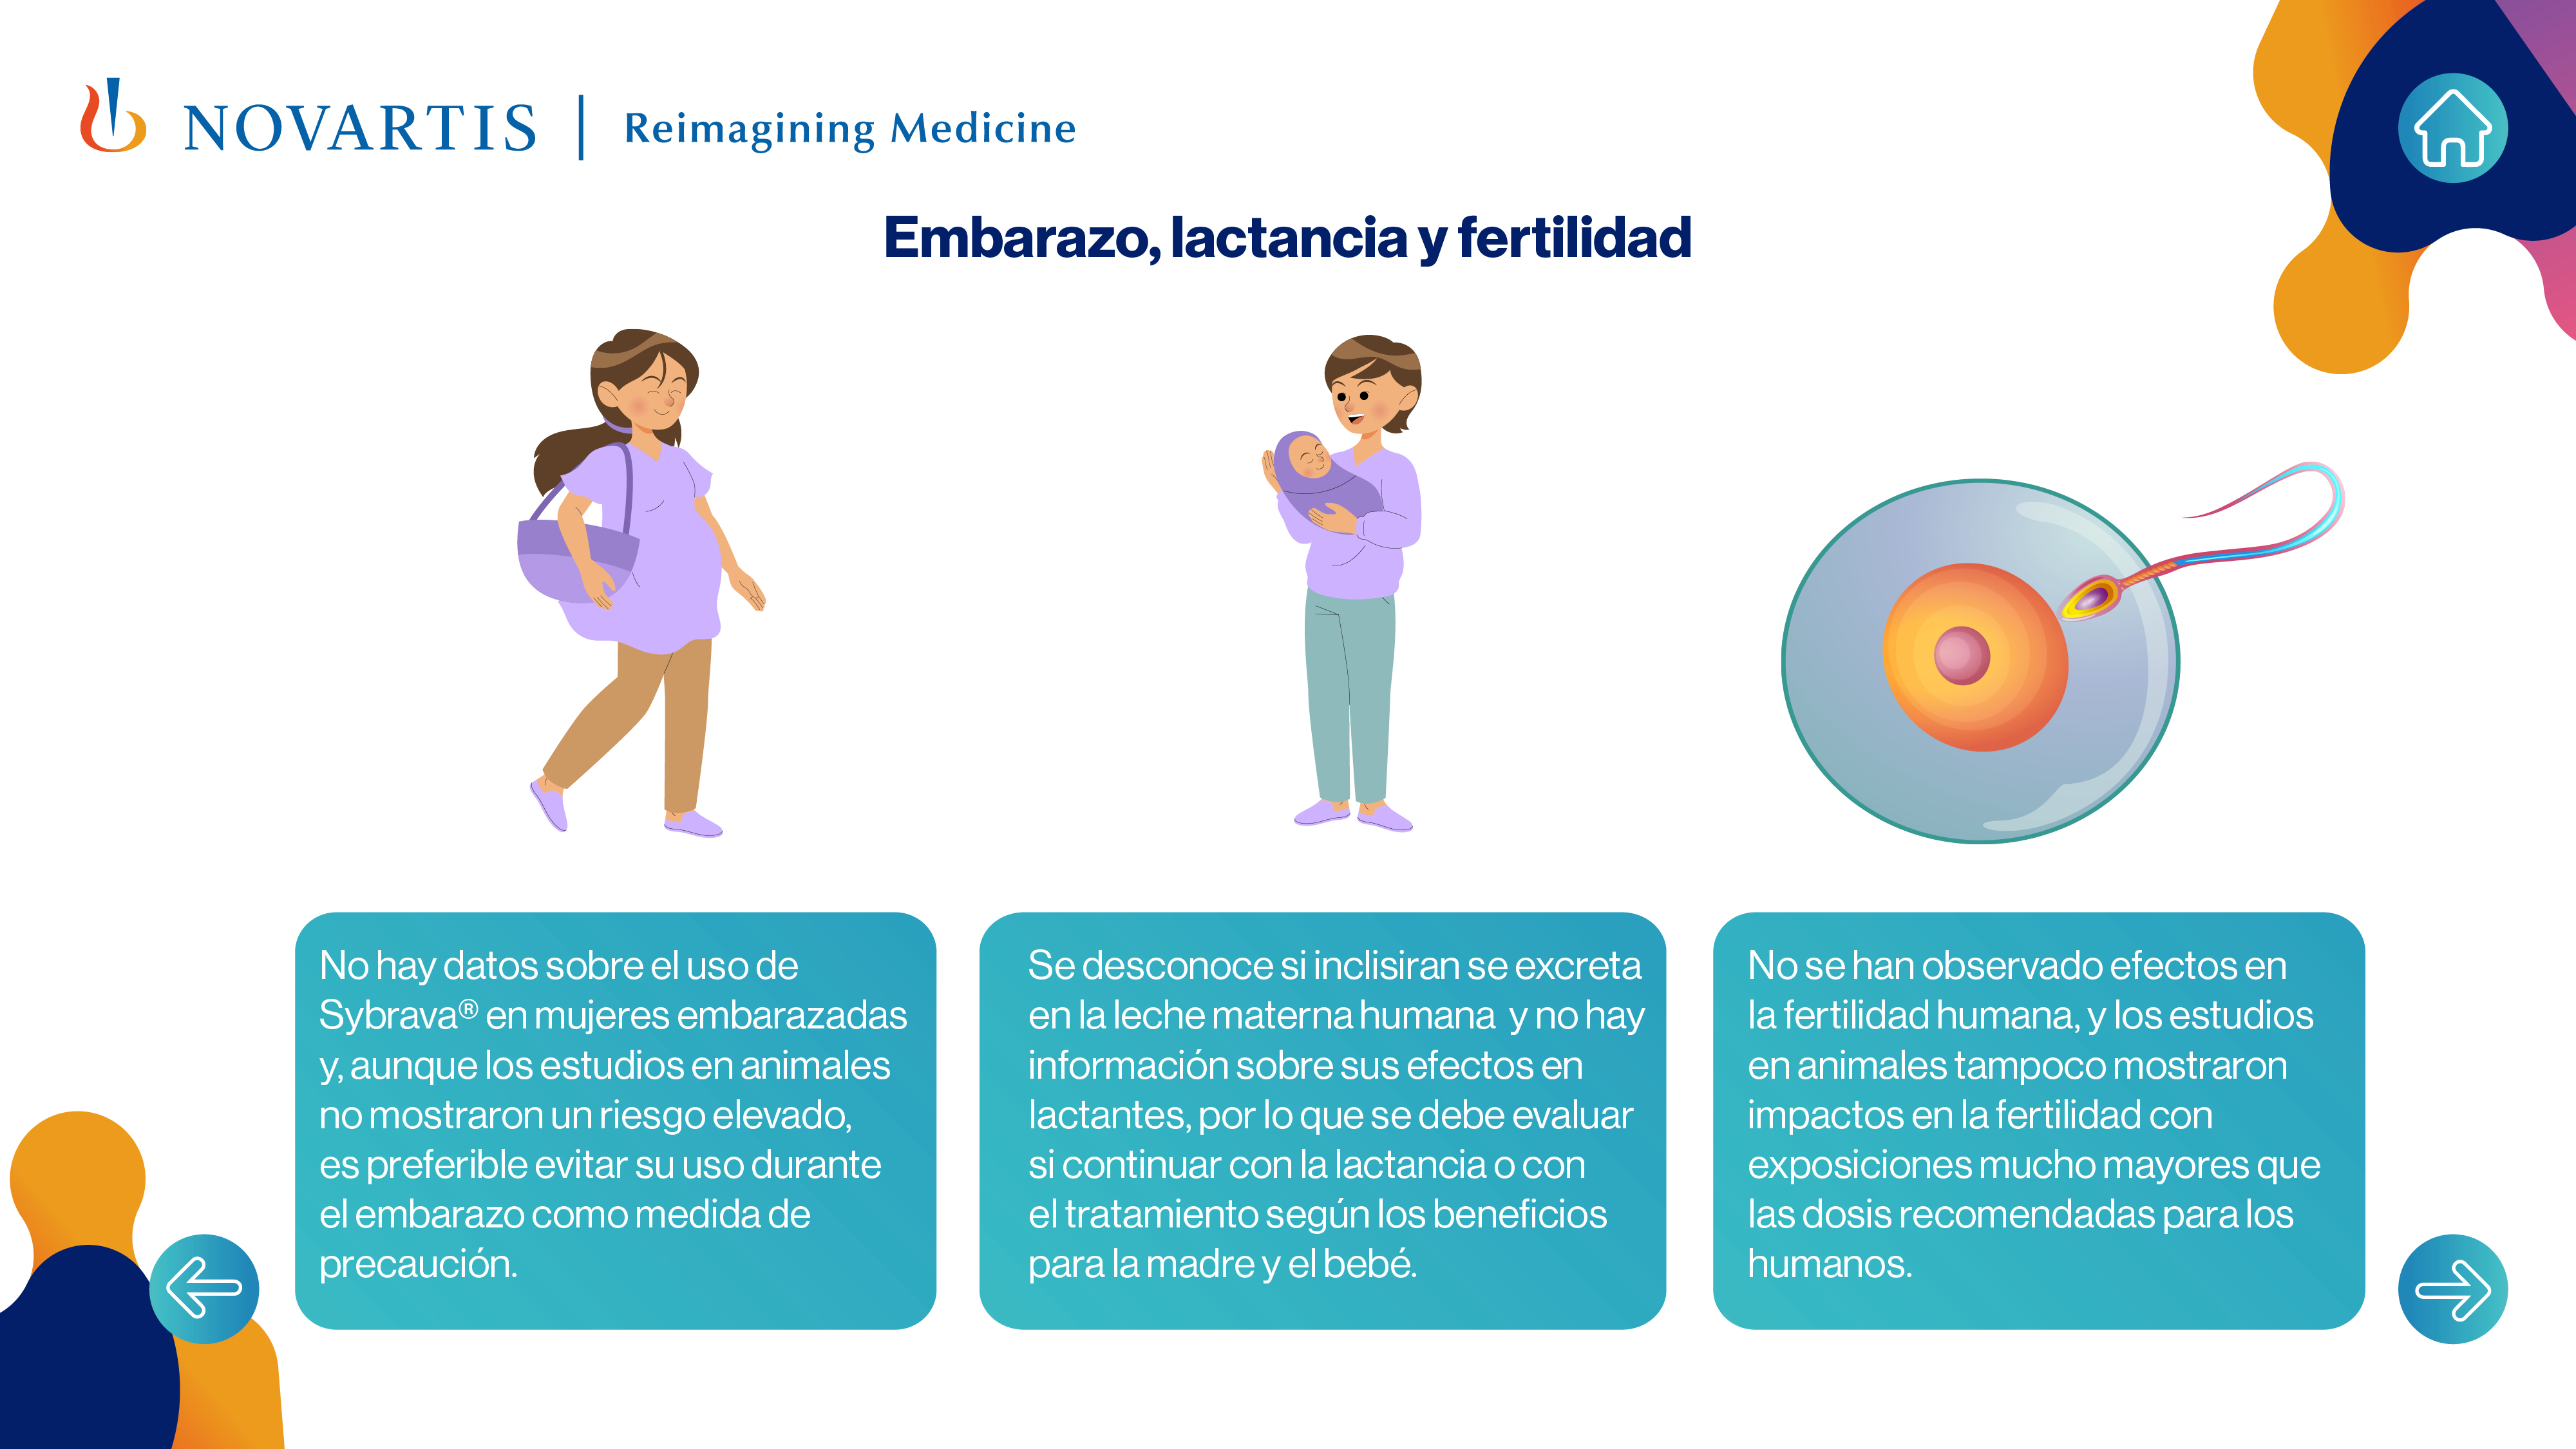 NOVARTIS | Reimagining Medicine
Embarazo, lactancia y fertilidad
No hay datos sobre el uso de
Sybrava® en mujeres embarazadas
y, aunque los estudios en animales
no mostraron un riesgo elevado,
es preferible evitar su uso durante
el embarazo como medida de
precaución.
Se desconoce si inclisiran se excreta
en la leche materna humana y no hay
información sobre sus efectos en
lactantes, por lo que se debe evaluar
si continuar con la lactancia o con
el tratamiento según los beneficios
para la madre y el bebé.
No se han observado efectos en
la fertilidad humana, y los estudios
en animales tampoco mostraron
impactos en la fertilidad con
exposiciones mucho mayores que
las dosis recomendadas para los
humanos.